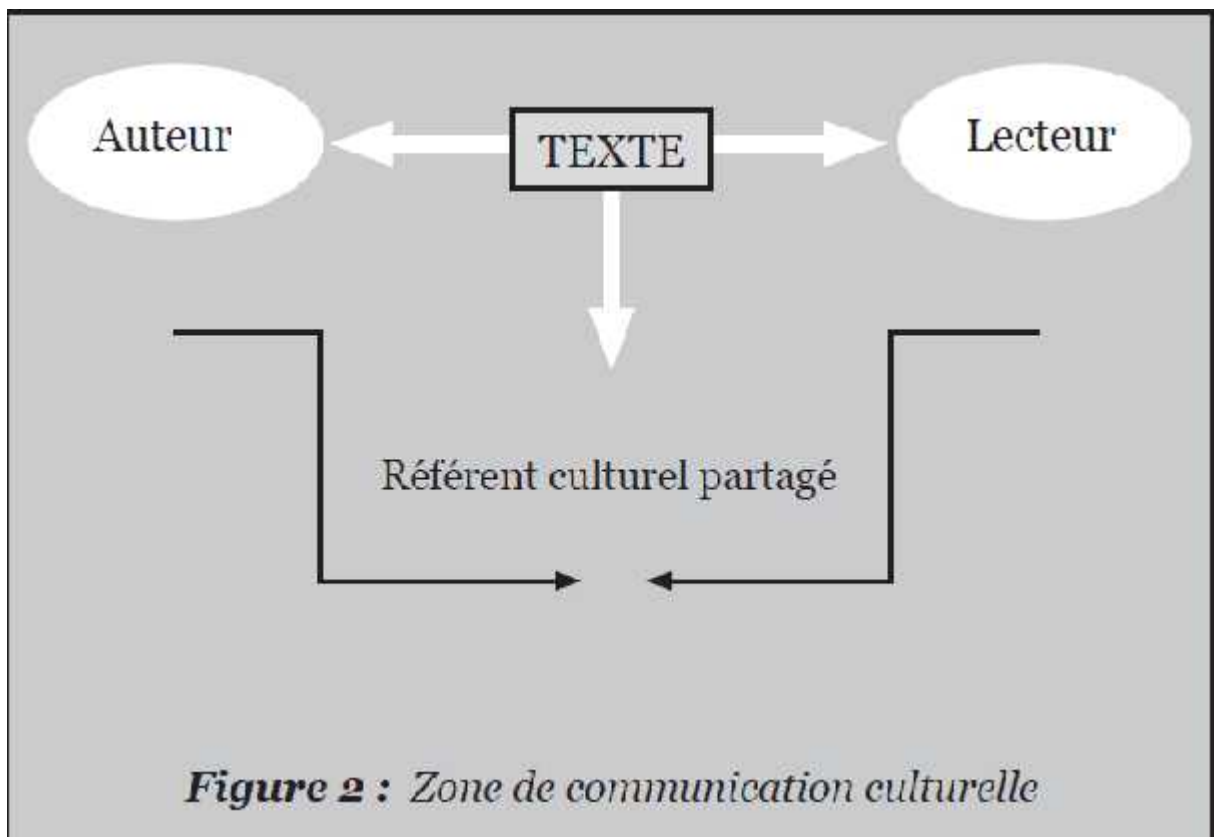 Auteur
TEXTE
Lecteur
Référent culturel partagé
Figure 2 : Zone de communication culturelle